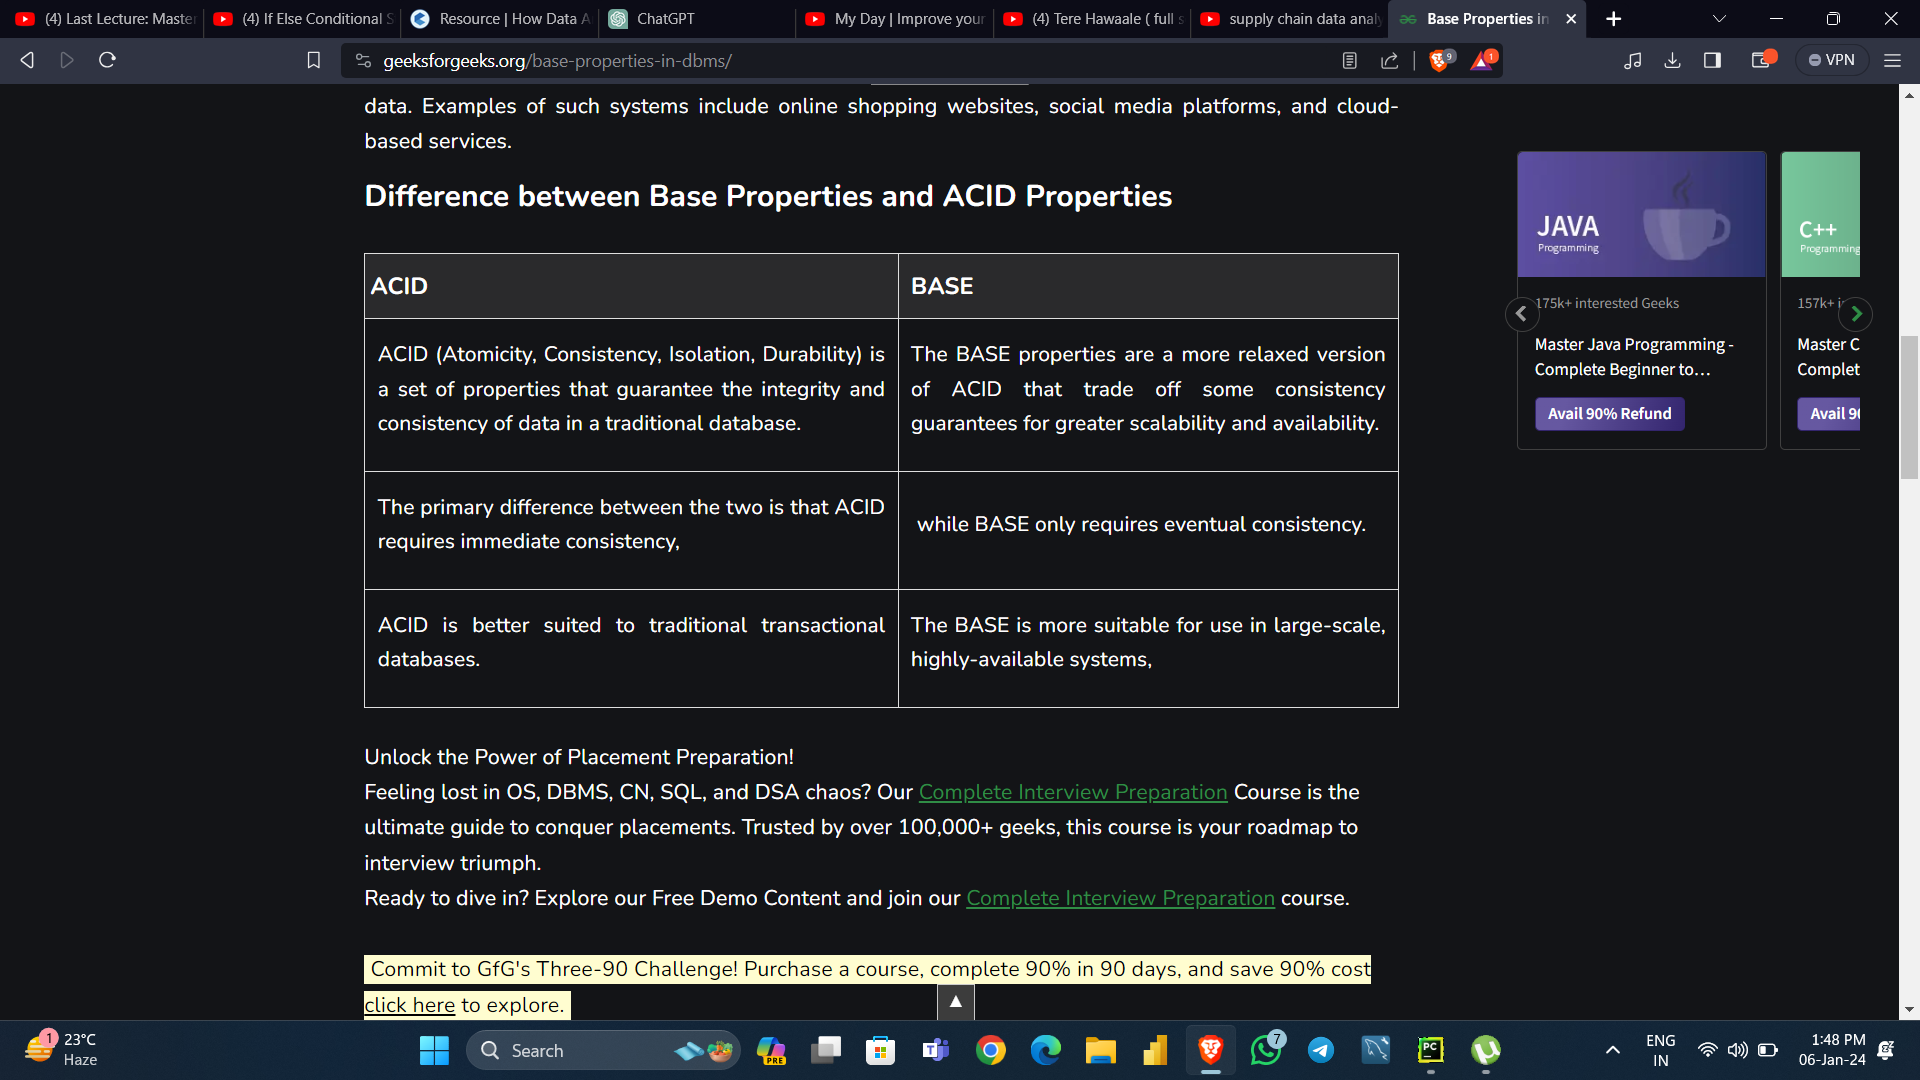 (4) Last Lecture: Master
(4) If Else Conditional S
Resource | How Data A
ChatGPT
My Day | Improve your
(4) Tere Hawaale ( full s
supply chain data analy
Base Properties in
geeksforgeeks.org/base-properties-in-dbms/
9
1
VPN
data. Examples of such systems include online shopping websites, social media platforms, and cloud-
based services.
Difference between Base Properties and ACID Properties
ACID
BASE
ACID (Atomicity, Consistency, Isolation, Durability) is
a set of properties that guarantee the integrity and
consistency of data in a traditional database.
The BASE properties are a more relaxed version
of ACID that trade off some consistency
guarantees for greater scalability and availability.
The primary difference between the two is that ACID
requires immediate consistency,
while BASE only requires eventual consistency.
ACID is better suited to traditional transactional
databases.
The BASE is more suitable for use in large-scale,
highly-available systems,
Unlock the Power of Placement Preparation!
Feeling lost in OS, DBMS, CN, SQL, and DSA chaos? Our Complete Interview Preparation Course is the
ultimate guide to conquer placements. Trusted by over 100,000+ geeks, this course is your roadmap to
interview triumph.
Ready to dive in? Explore our Free Demo Content and join our Complete Interview Preparation course.
Commit to GfG's Three-90 Challenge! Purchase a course, complete 90% in 90 days, and save 90% cost
click here to explore.
JAVA
Programming
175k+ interested Geeks
Master Java Programming -
Complete Beginner to...
Avail 90% Refund
C++
Programming
157k+ i
Master C
Complet
Avail 9
1
23°C
Haze
Search
PRE
7
PC
ENG
IN
1:48 PM
06-Jan-24